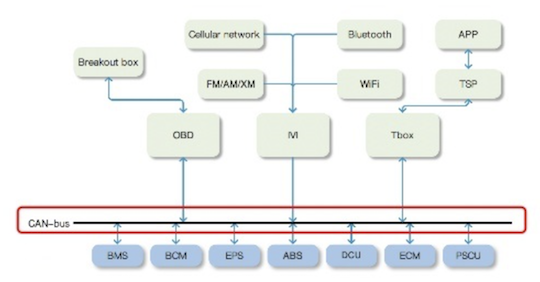 Cellular network
Bluetooth
APP
Breakout box
FM/AM/XM
WiFi
TSP
OBD
IVI
Tbox
CAN-bus
BMS
BCM
EPS
ABS
DCU
ECM
PSCU